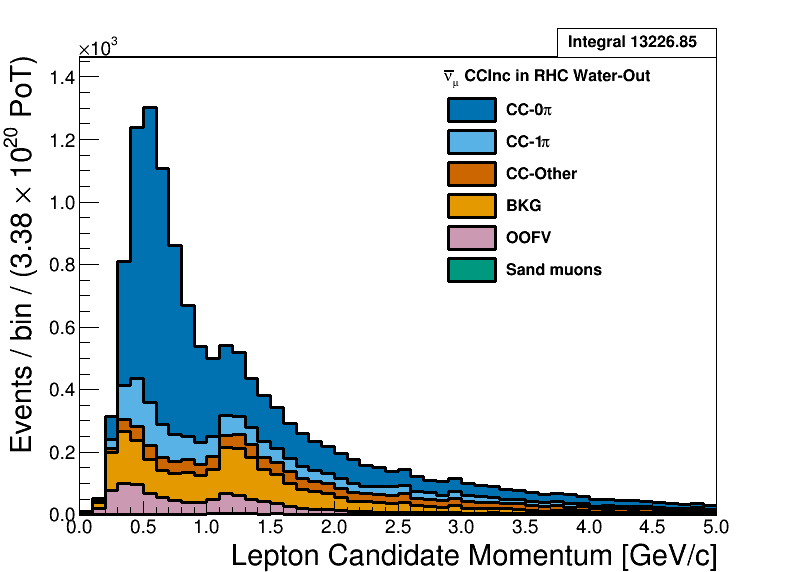 Integral 13226.85
×10³
ν̅μ CCInc in RHC Water-Out
CC-0π
CC-1π
CC-Other
BKG
OOFV
Sand muons
Events / bin / (3.38 × 10²⁰ PoT)
1.4
1.2
1.0
0.8
0.6
0.4
0.2
0.0
0.0 0.5 1.0 1.5 2.0 2.5 3.0 3.5 4.0 4.5 5.0
Lepton Candidate Momentum [GeV/c]